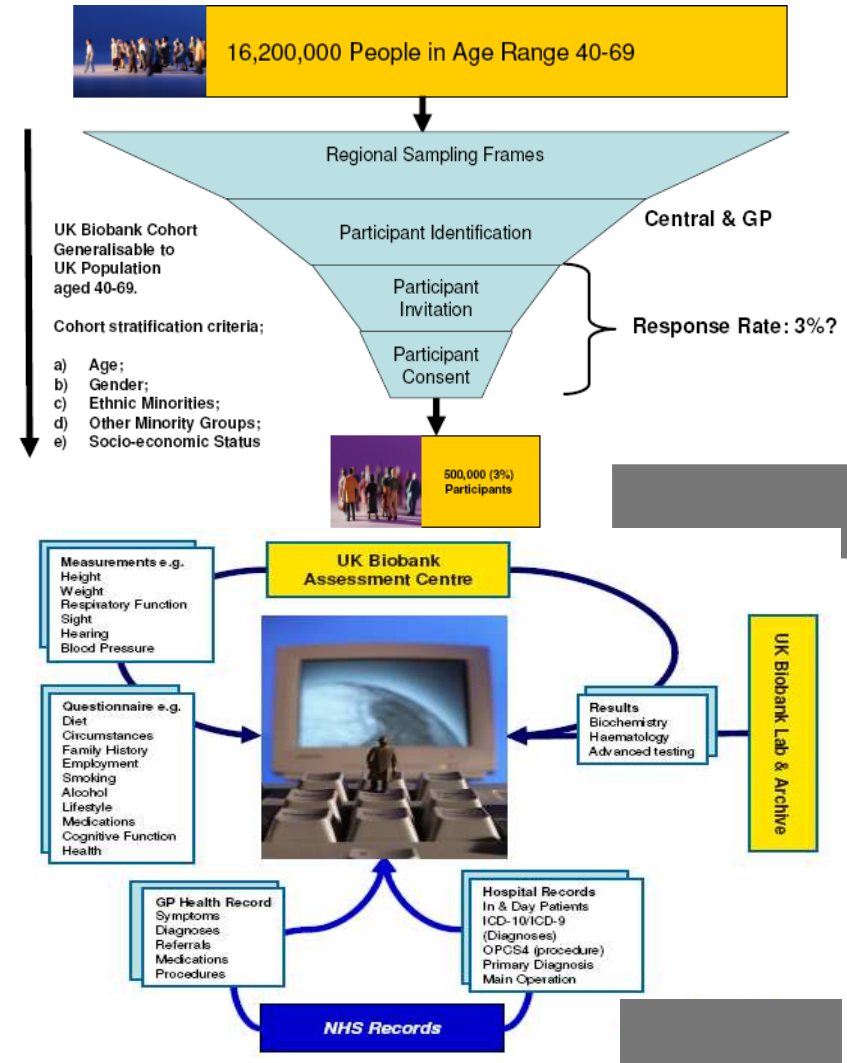 16,200,000 People in Age Range 40-69
Regional Sampling Frames
Participant Identification
Central & GP
Participant
Invitation
Participant
Consent
Response Rate: 3%?
UK Biobank Cohort
Generalisable to
UK Population
aged 40-69.
Cohort stratification criteria;
a) Age;
b) Gender;
c) Ethnic Minorities;
d) Other Minority Groups;
e) Socio-economic Status
500,000 (3%)
Participants
UK Biobank
Assessment Centre
Measurements e.g.
Height
Weight
Respiratory Function
Sight
Hearing
Blood Pressure
Questionnaire e.g.
Diet
Circumstances
Family History
Employment
Smoking
Alcohol
Lifestyle
Medications
Cognitive Function
Health
Results
Biochemistry
Haematology
Advanced testing
UK Biobank Lab & Archive
GP Health Record
Symptoms
Diagnoses
Referrals
Medications
Procedures
Hospital Records
In & Day Patients
ICD-10/ICD-9
(Diagnoses)
OPCS4 (procedure)
Primary Diagnosis
Main Operation
NHS Records